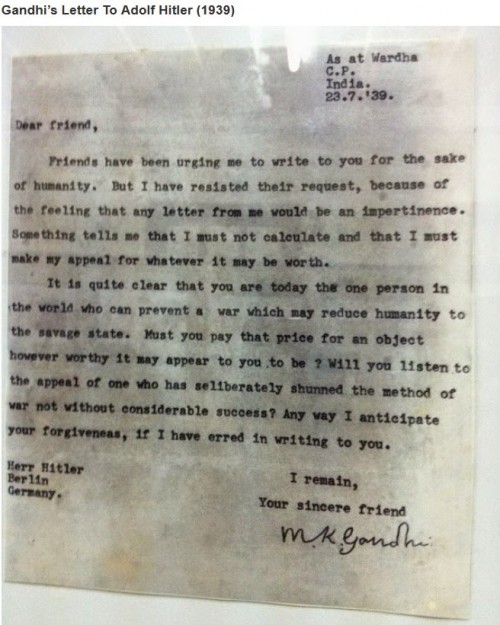 Gandhi's Letter To Adolf Hitler (1939)
As at Wardha
C.P.
India.
23.7.'39.
Dear friend,
Friends have been urging me to write to you for the sake
of humanity. But I have resisted their request, because of
the feeling that any letter from me would be an impertinence.
Something tells me that I must not calculate and that I must
make my appeal for whatever it may be worth.
It is quite clear that you are today the one person in
the world who can prevent a war which may reduce humanity to
the savage state. Must you pay that price for an object
however worthy it may appear to you to be ? Will you listen to
the appeal of one who has seliberately shunned the method of
war not without considerable success? Any way I anticipate
your forgiveness, if I have erred in writing to you.
Herr Hitler
Berlin
Germany.
I remain,
Your sincere friend
M.K.Gandhi